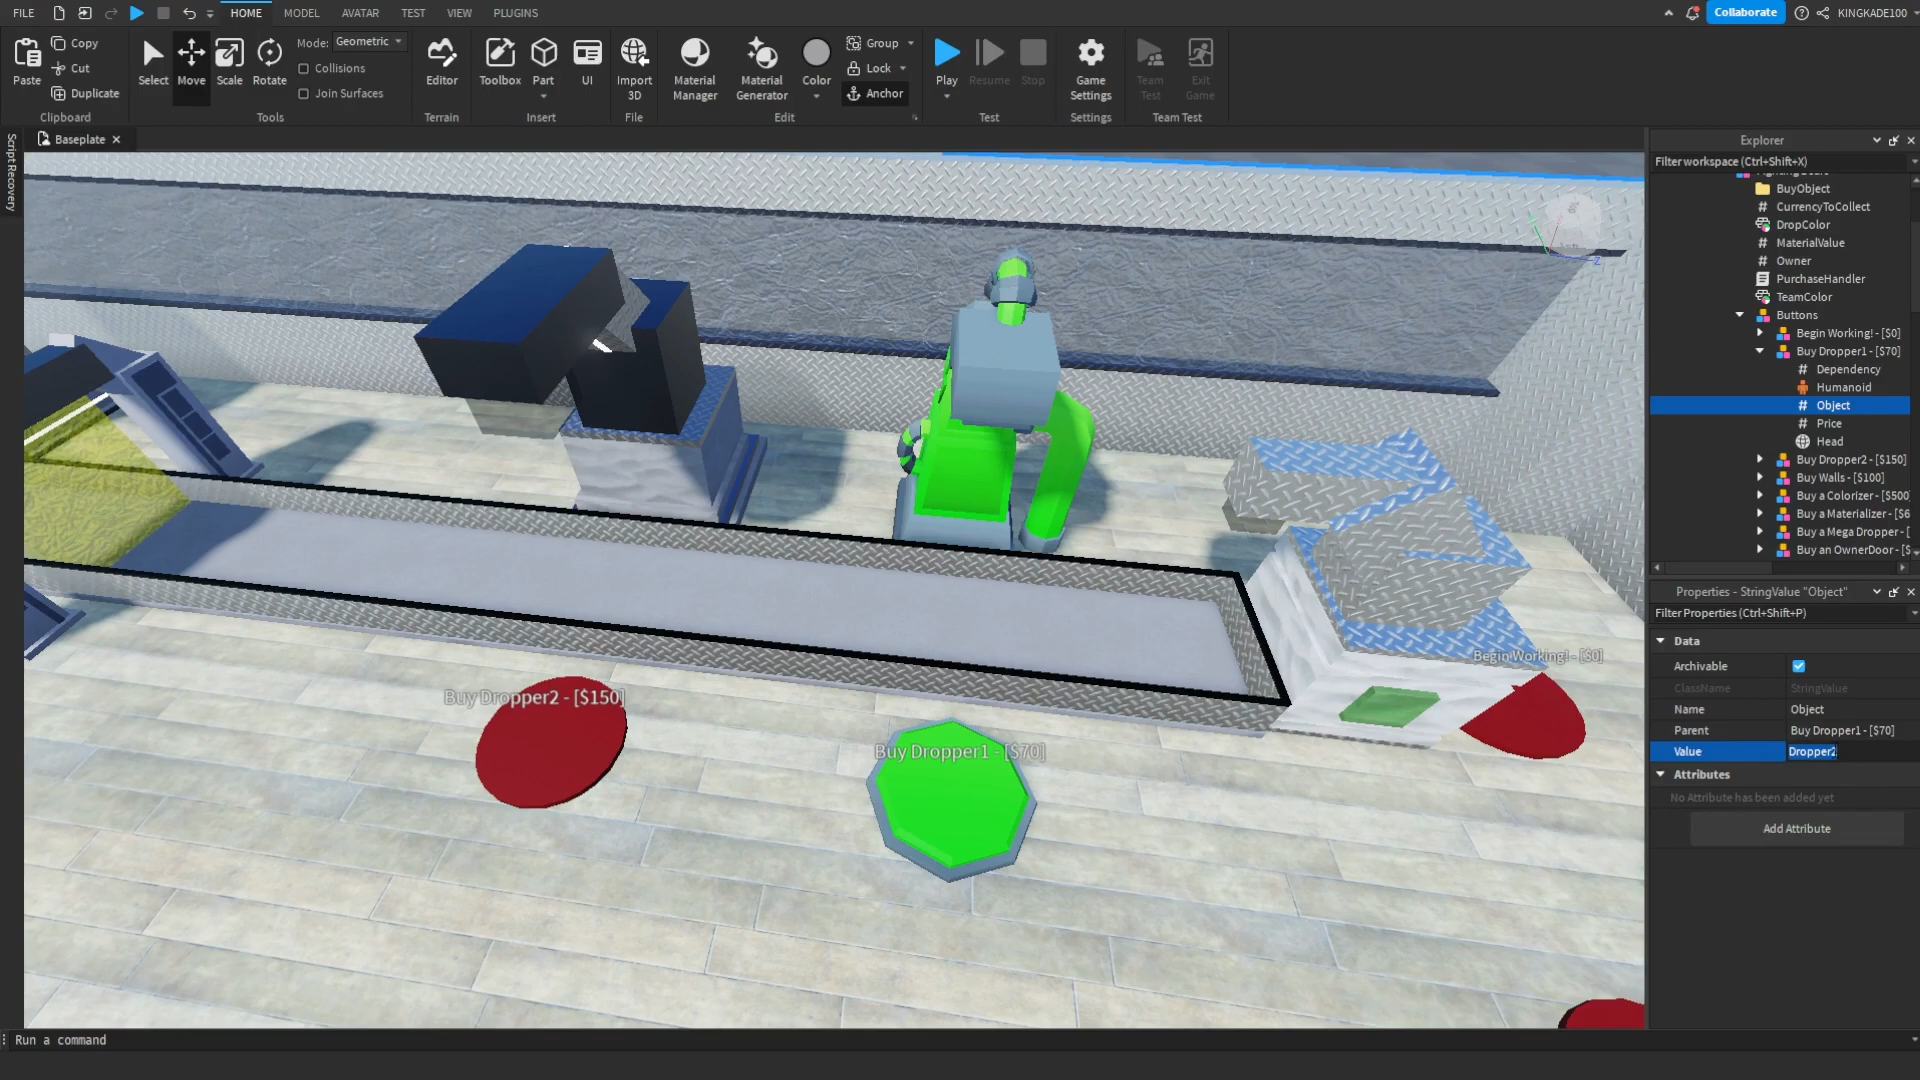 FILE
HOME
MODEL
AVATAR
TEST
VIEW
PLUGINS
Collaborate
KINGKADE100
Paste
Copy
Cut
Duplicate
Clipboard
Select
Move
Scale
Rotate
Mode:
Geometric
Collisions
Join Surfaces
Tools
Editor
Terrain
Toolbox
Part
UI
Insert
Import
3D
File
Material
Manager
Material
Generator
Color
Group
Lock
Anchor
Edit
Play
Resume
Stop
Test
Game
Settings
Settings
Team
Test
Exit
Game
Team Test
Script Recovery
Baseplate
Buy Dropper2 - [$150]
Buy Dropper1 - [$70]
Begin Working! - [$0]
Z
Explorer
Filter workspace (Ctrl+Shift+X)
BuyObject
CurrencyToCollect
DropColor
MaterialValue
Owner
PurchaseHandler
TeamColor
Buttons
Begin Working! - [$0]
Buy Dropper1 - [$70]
Dependency
Humanoid
Object
Price
Head
Buy Dropper2 - [$150]
Buy Walls - [$100]
Buy a Colorizer - [$500
Buy a Materializer - [$6
Buy a Mega Dropper - [
Buy an OwnerDoor - [$
Properties - StringValue "Object"
Filter Properties (Ctrl+Shift+P)
Data
Archivable
ClassName
StringValue
Name
Object
Parent
Buy Dropper1 - [$70]
Value
Dropper2
Attributes
No Attribute has been added yet
Add Attribute
Run a command